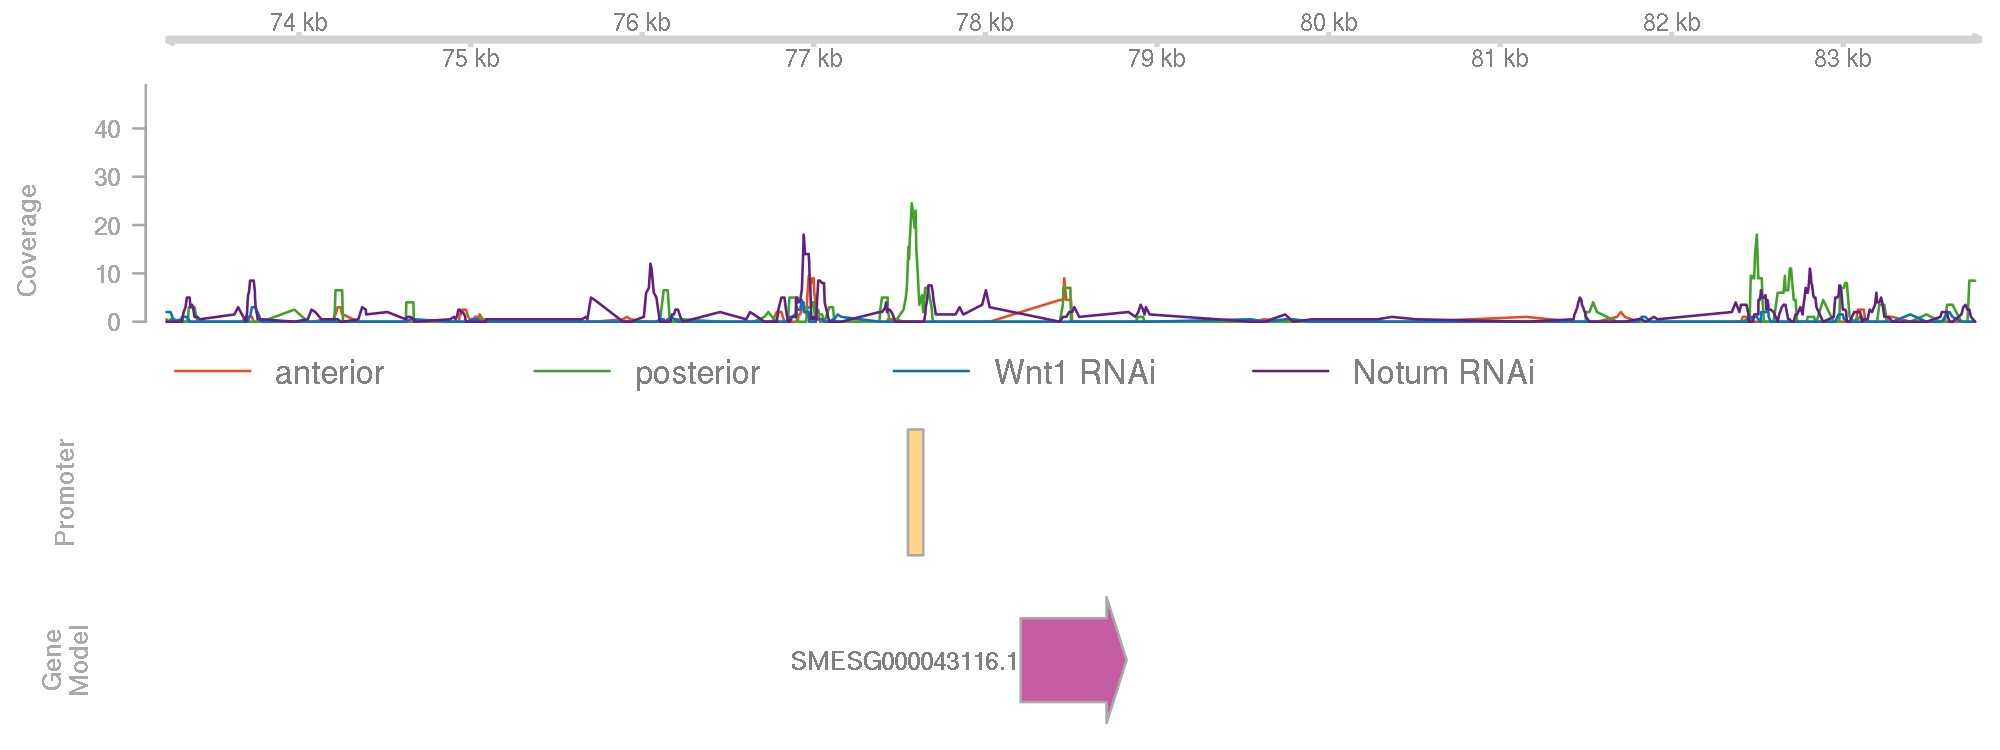 74 kb 76 kb 78 kb 80 kb 82 kb
75 kb 77 kb 79 kb 81 kb 83 kb
Coverage
40
30
20
10
0
anterior posterior Wnt1 RNAi Notum RNAi
Promoter
Gene
Model
SMESG000043116.1